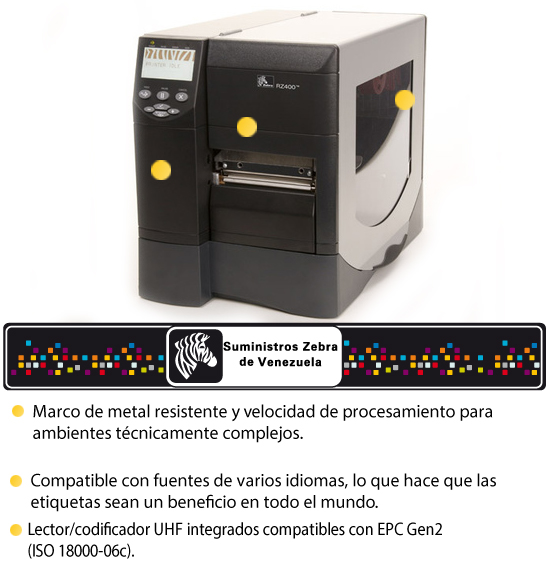 RZ400™
Suministros Zebra
de Venezuela
Marco de metal resistente y velocidad de procesamiento para
ambientes técnicamente complejos.
Compatible con fuentes de varios idiomas, lo que hace que las
etiquetas sean un beneficio en todo el mundo.
Lector/codificador UHF integrados compatibles con EPC Gen2
(ISO 18000-06c).